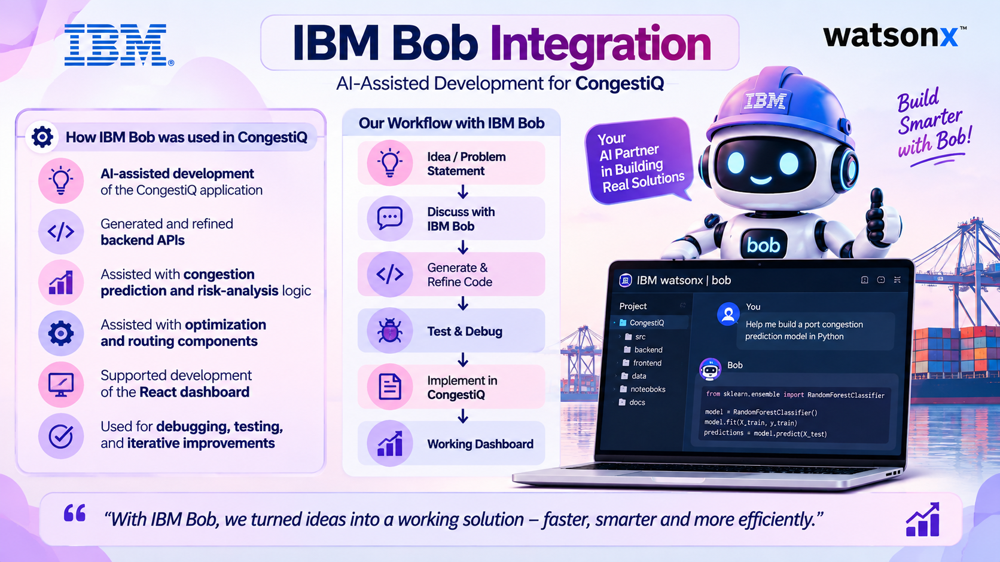 IBM®
IBM Bob Integration
watsonx™
AI-Assisted Development for CongestiQ
How IBM Bob was used in CongestiQ
AI-assisted development
of the CongestiQ application
Generated and refined
backend APIs
Assisted with congestion
prediction and risk-analysis logic
Assisted with optimization
and routing components
Supported development
of the React dashboard
Used for debugging, testing,
and iterative improvements
Our Workflow with IBM Bob
Idea / Problem
Statement
Discuss with
IBM Bob
Generate &
Refine Code
Test & Debug
Implement in
CongestiQ
Working Dashboard
Your
AI Partner
in Building
Real Solutions
IBM
bob
Build
Smarter
with Bob!
IBM watsonx | bob
Project
CongestiQ
src
backend
frontend
data
noteoboks
docs
You
Help me build a port congestion
prediction model in Python
Bob
from sklearn.ensemble import RandomForestClassifier
model = RandomForestClassifier()
model.fit(X_train, y_train)
predictions = model.predict(X_test)
“With IBM Bob, we turned ideas into a working solution – faster, smarter and more efficiently.”